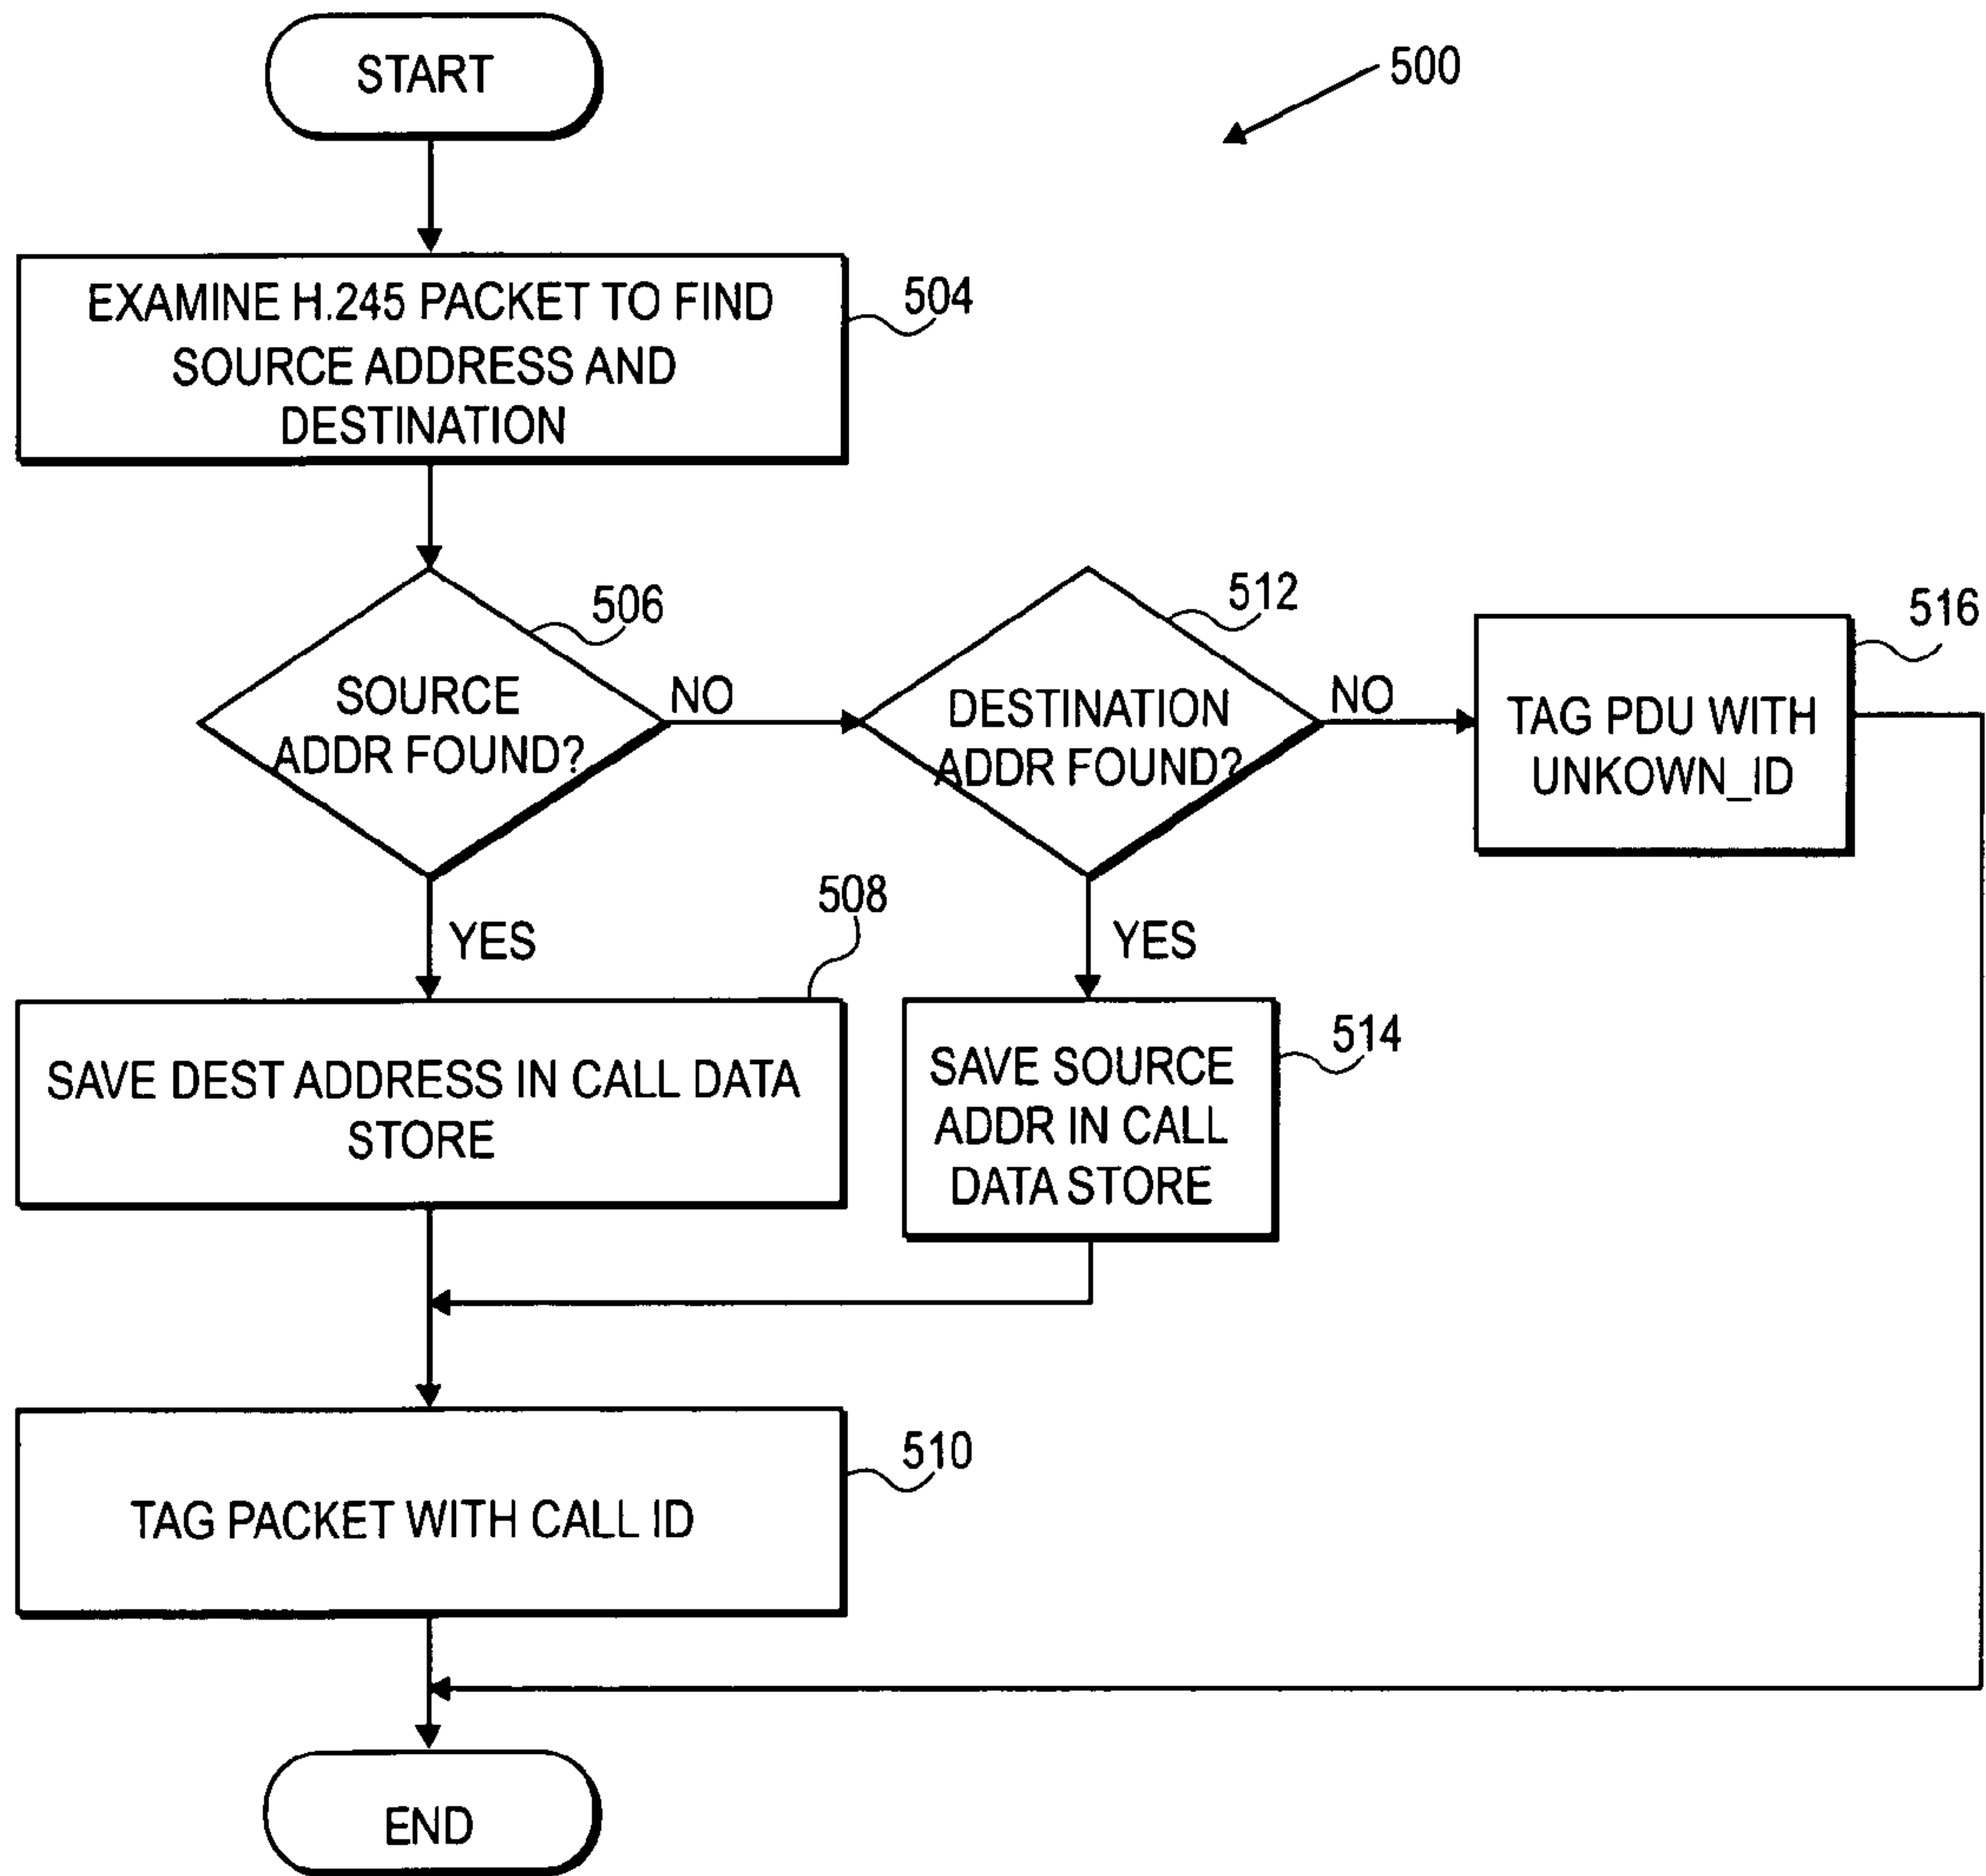 START
500
EXAMINE H.245 PACKET TO FIND
SOURCE ADDRESS AND
DESTINATION
504
SOURCE
ADDR FOUND?
506
NO
DESTINATION
ADDR FOUND?
512
NO
TAG PDU WITH
UNKOWN_ID
516
YES
508
YES
SAVE DEST ADDRESS IN CALL DATA
STORE
SAVE SOURCE
ADDR IN CALL
DATA STORE
514
TAG PACKET WITH CALL ID
510
END